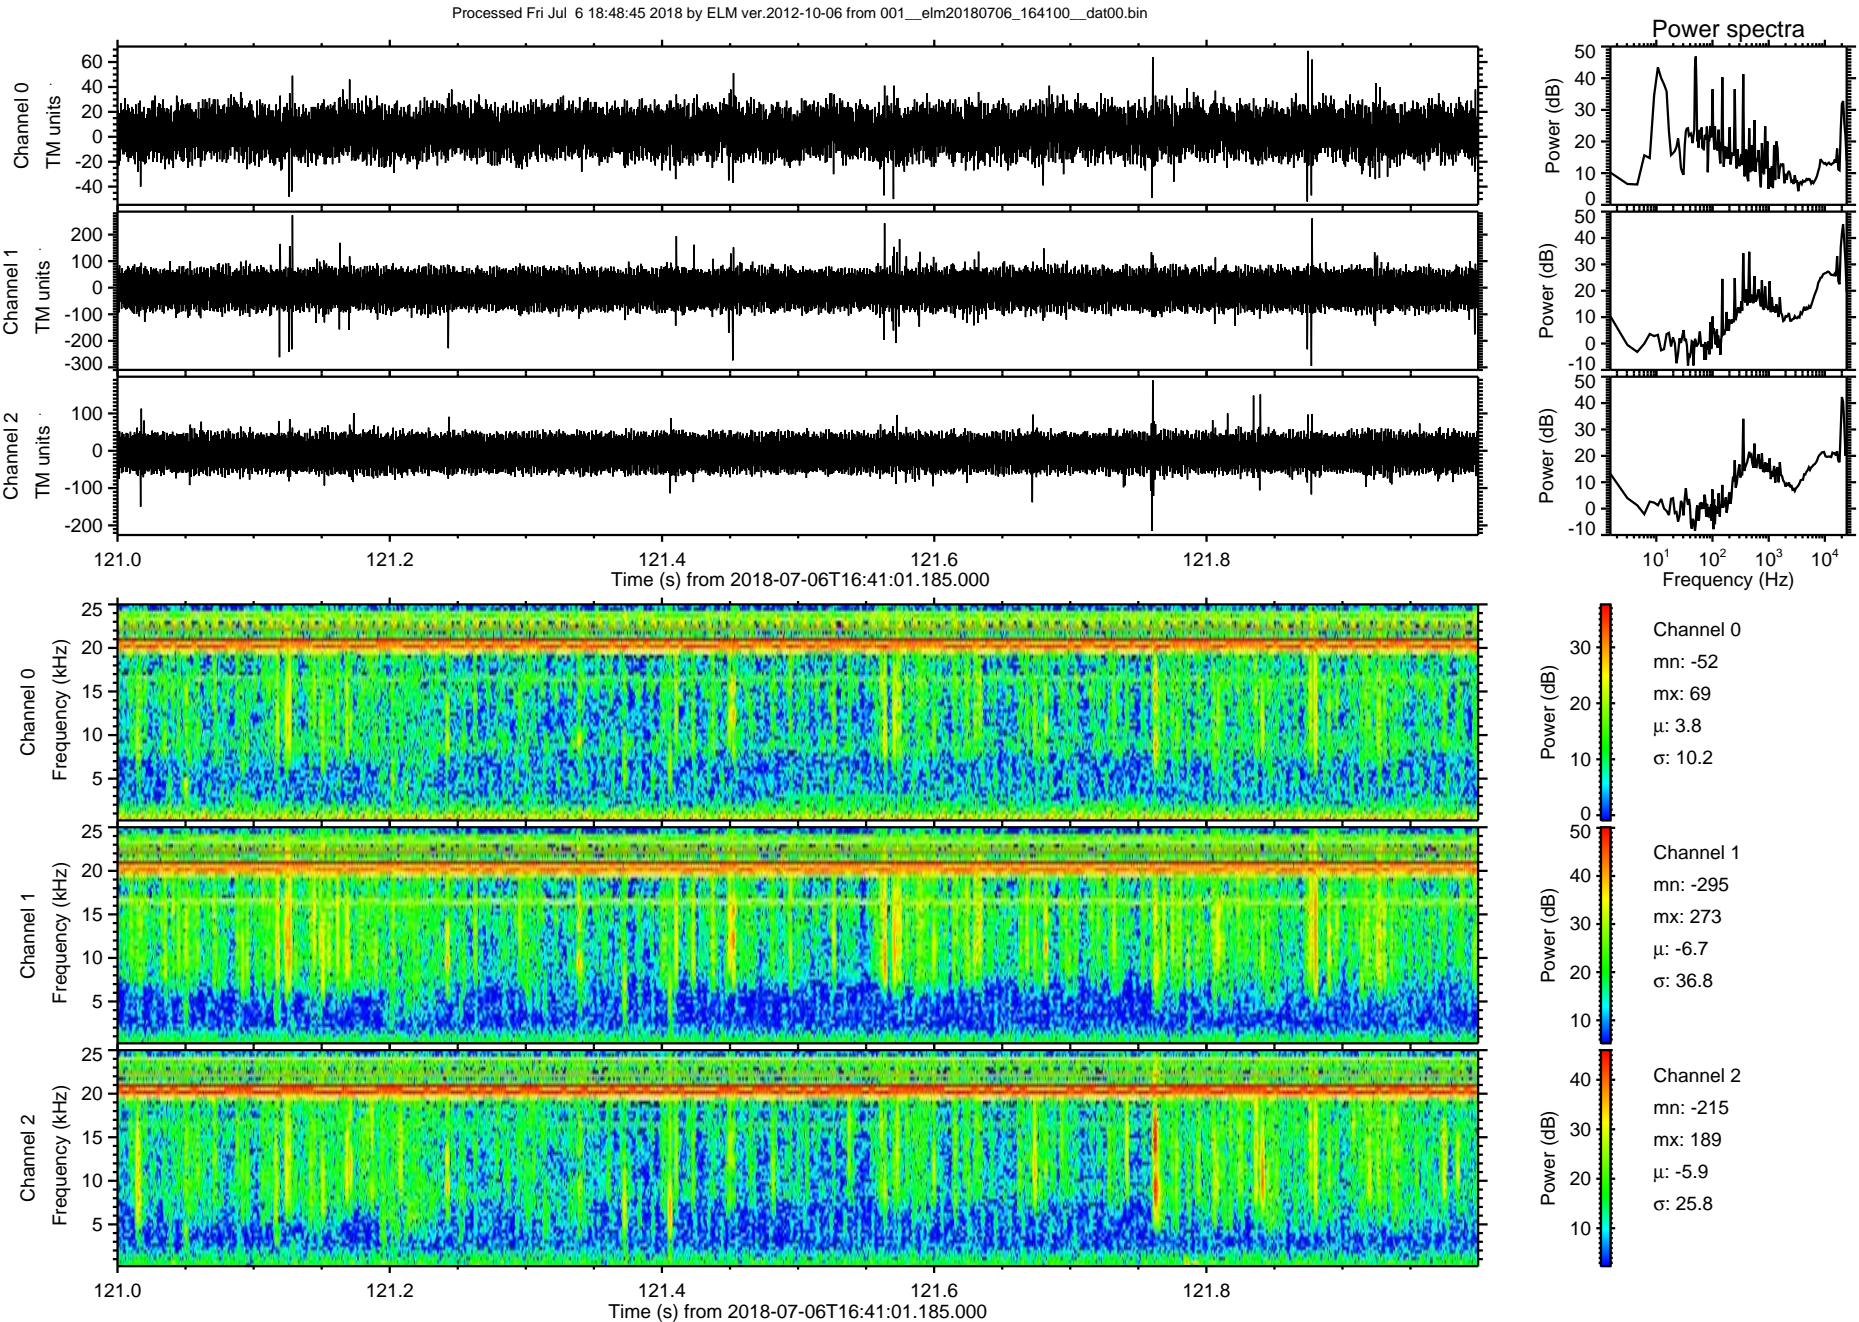 Processed Fri Jul  6 18:48:45 2018 by ELM ver.2012-10-06 from 001__elm20180706_164100__dat00.bin
Power spectra
Channel 0
TM units
60
40
20
0
-20
-40
Power (dB)
50
40
30
20
10
0
Channel 1
TM units
200
100
0
-100
-200
-300
Power (dB)
50
40
30
20
10
0
-10
Channel 2
TM units
100
0
-100
-200
Power (dB)
50
40
30
20
10
0
-10
121.0 121.2 121.4 121.6 121.8
Time (s) from 2018-07-06T16:41:01.185.000
10^1 10^2 10^3 10^4
Frequency (Hz)
Channel 0
Frequency (kHz)
25
20
15
10
5
Power (dB)
30
20
10
0
Channel 0
mn: -52
mx: 69
μ: 3.8
σ: 10.2
Channel 1
Frequency (kHz)
25
20
15
10
5
Power (dB)
50
40
30
20
10
Channel 1
mn: -295
mx: 273
μ: -6.7
σ: 36.8
Channel 2
Frequency (kHz)
25
20
15
10
5
Power (dB)
40
30
20
10
Channel 2
mn: -215
mx: 189
μ: -5.9
σ: 25.8
121.0 121.2 121.4 121.6 121.8
Time (s) from 2018-07-06T16:41:01.185.000